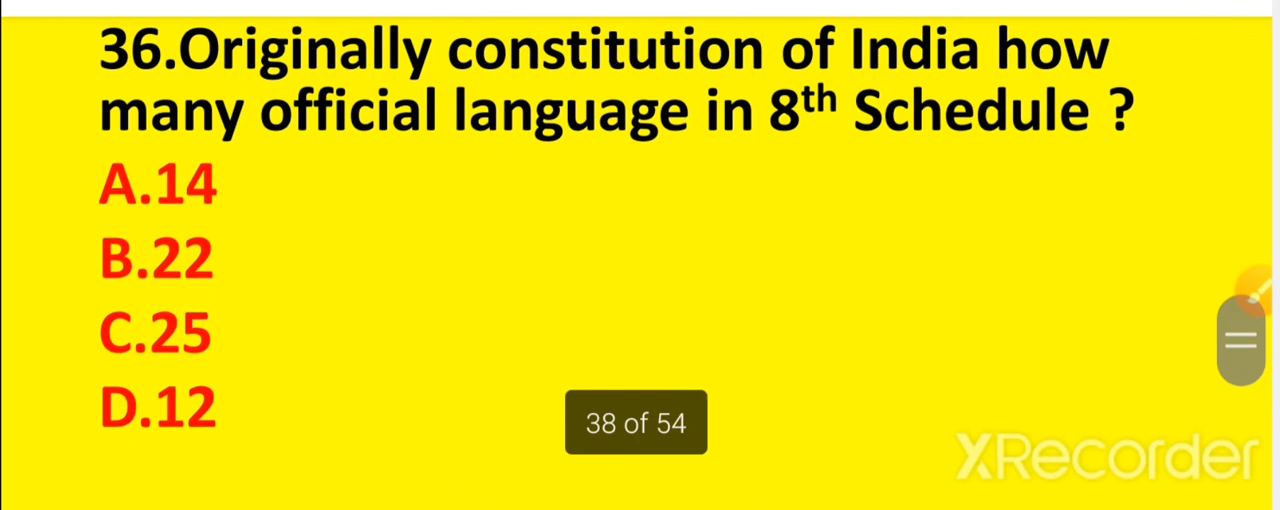 36.Originally constitution of India how
many official language in 8th Schedule ?
A.14
B.22
C.25
D.12
38 of 54
XRecorder